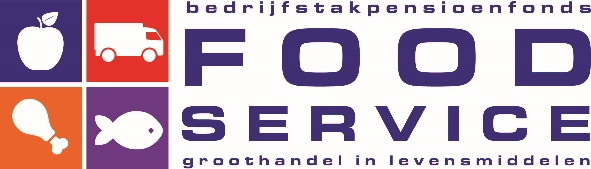 bedrijfstakpensioenfonds
FOOD
SERVICE
groothandel in levensmiddelen